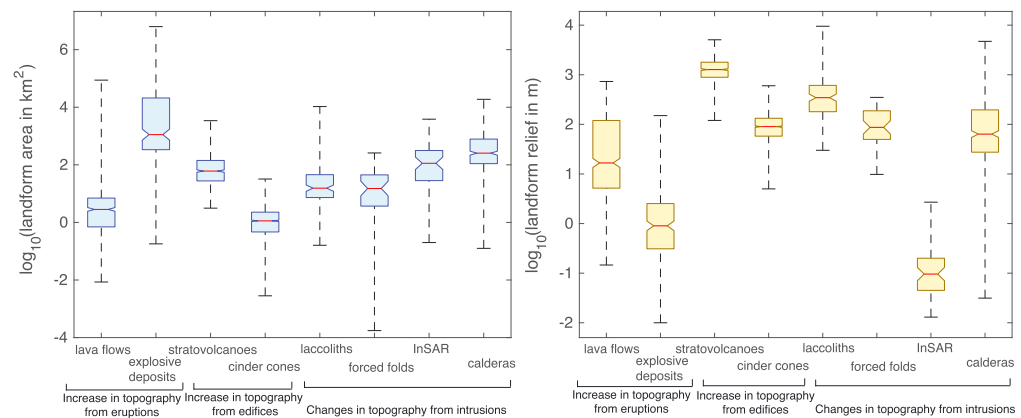 log10(landform area in km2)
6
4
2
0
-2
-4
lava flows
explosive
deposits
stratovolcanoes
cinder cones
laccoliths
forced folds
InSAR
calderas
Increase in topography
from eruptions
Increase in topography
from edifices
Changes in topography from intrusions
log10(landform relief in m)
4
3
2
1
0
-1
-2
lava flows
explosive
deposits
stratovolcanoes
cinder cones
laccoliths
forced folds
InSAR
calderas
Increase in topography
from eruptions
Increase in topography
from edifices
Changes in topography from intrusions